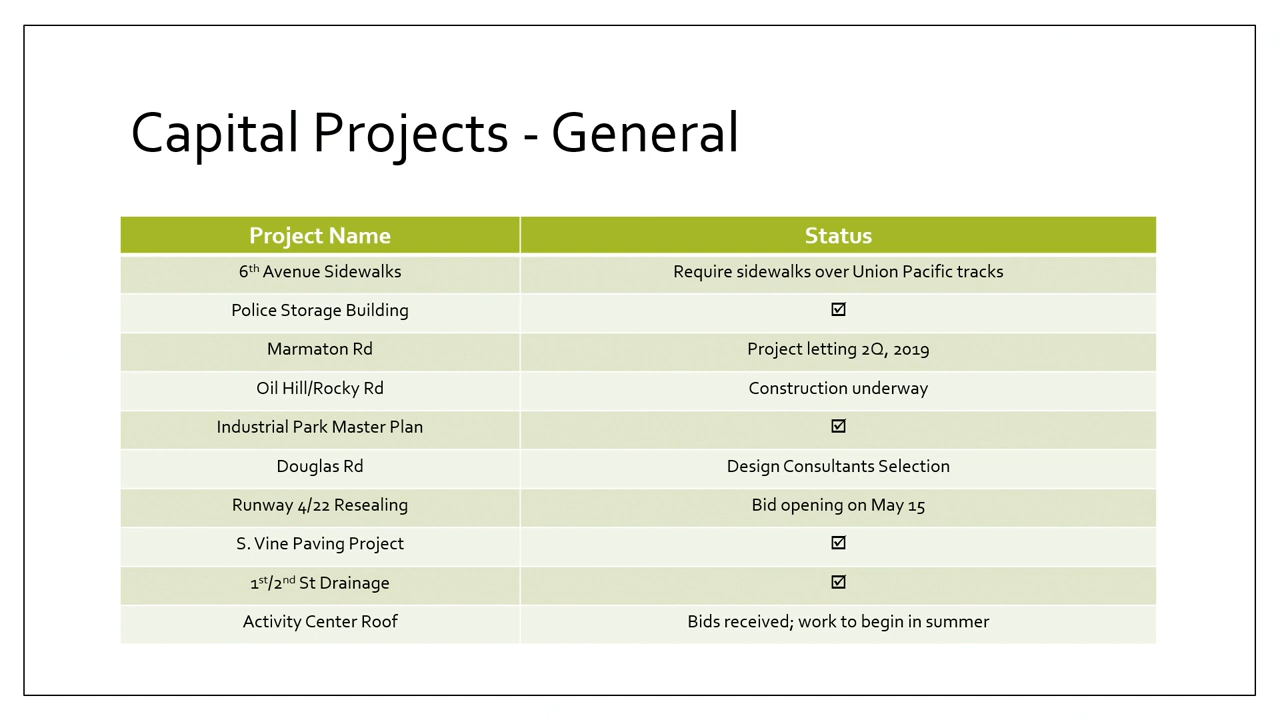 Capital Projects - General
Project Name Status
6th Avenue Sidewalks Require sidewalks over Union Pacific tracks
Police Storage Building ☑
Marmaton Rd Project letting 2Q, 2019
Oil Hill/Rocky Rd Construction underway
Industrial Park Master Plan ☑
Douglas Rd Design Consultants Selection
Runway 4/22 Resealing Bid opening on May 15
S. Vine Paving Project ☑
1st/2nd St Drainage ☑
Activity Center Roof Bids received; work to begin in summer